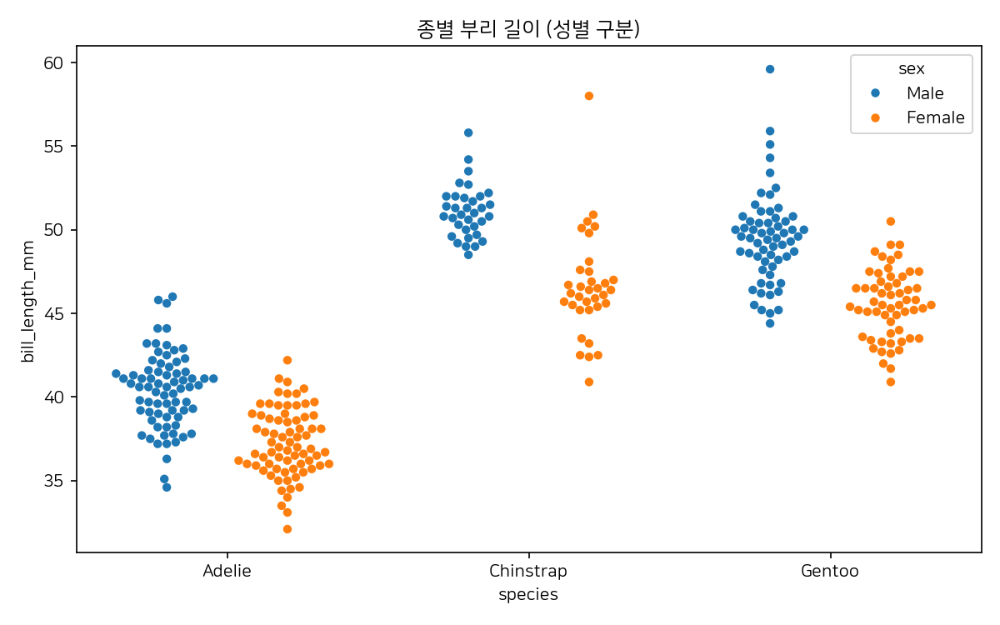 종별 부리 길이 (성별 구분)
sex
Male
Female
60
55
50
45
40
35
bill_length_mm
Adelie
Chinstrap
Gentoo
species